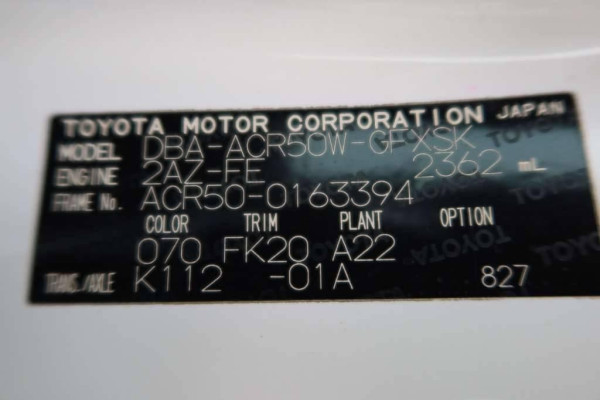 TOYOTA MOTOR CORPORATION JAPAN
MODEL DBA-ACR50W-GFXSK
ENGINE 2AZ-FE 2362 mL
FRAME No. ACR50-0163394
COLOR TRIM PLANT OPTION
070 FK20 A22
TRANS./AXLE K112 -01A 827